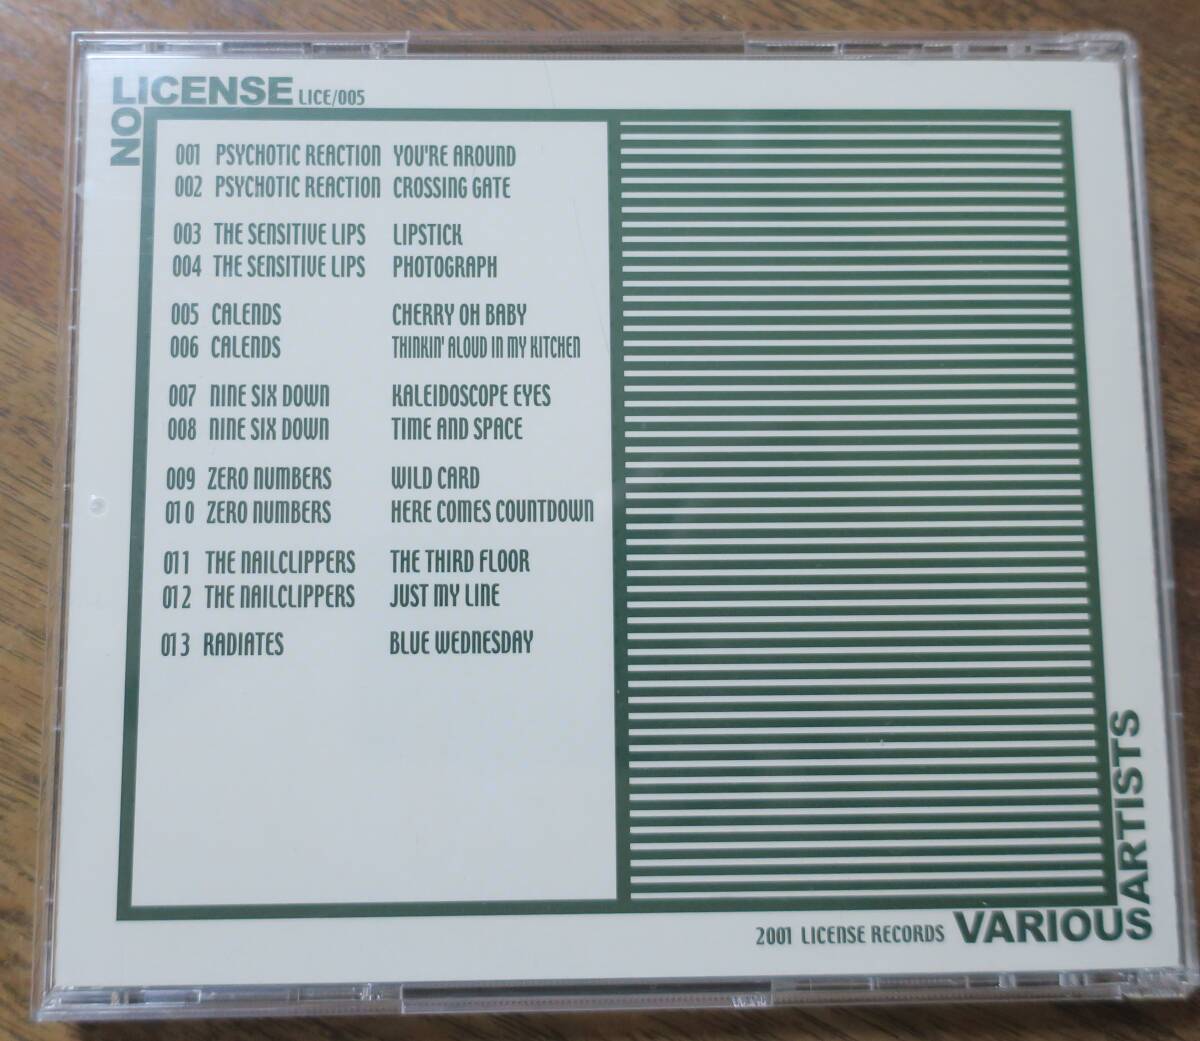 NO
LICENSE LICE/005
001 PSYCHOTIC REACTION YOU'RE AROUND
002 PSYCHOTIC REACTION CROSSING GATE
003 THE SENSITIVE LIPS LIPSTICK
004 THE SENSITIVE LIPS PHOTOGRAPH
005 CALENDS CHERRY OH BABY
006 CALENDS THINKIN' ALOUD IN MY KITCHEN
007 NINE SIX DOWN KALEIDOSCOPE EYES
008 NINE SIX DOWN TIME AND SPACE
009 ZERO NUMBERS WILD CARD
010 ZERO NUMBERS HERE COMES COUNTDOWN
011 THE NAILCLIPPERS THE THIRD FLOOR
012 THE NAILCLIPPERS JUST MY LINE
013 RADIATES BLUE WEDNESDAY
2001 LICENSE RECORDS VARIOUS
ARTISTS